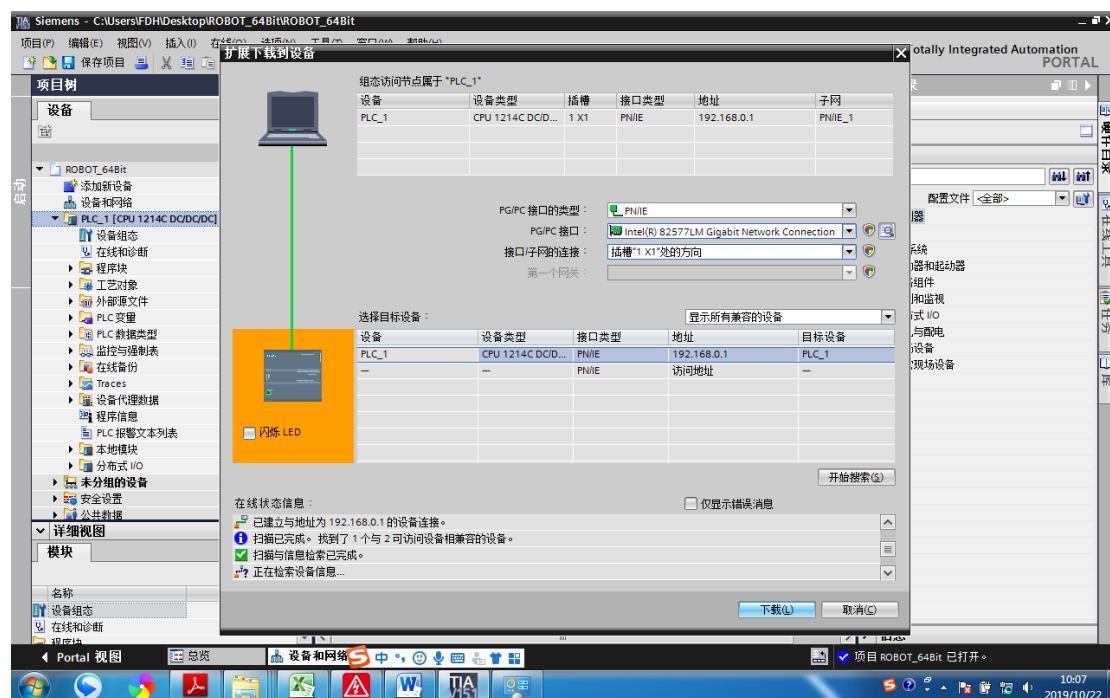 Siemens - C:\Users\FDH\Desktop\ROBOT_64Bit\ROBOT_64Bit
项目(P) 编辑(E) 视图(V) 插入(I)
保存项目
Totally Integrated Automation
PORTAL
扩展下载到设备
项目树
设备
启动
ROBOT_64Bit
添加新设备
设备和网络
PLC_1 [CPU 1214C DC/DC/DC]
设备组态
在线和诊断
程序块
工艺对象
外部源文件
PLC 变量
PLC 数据类型
监控与强制表
在线备份
Traces
设备代理数据
程序信息
PLC 报警文本列表
本地模块
分布式 I/O
未分组的设备
安全设置
公共数据
详细视图
模块
名称
设备组态
在线和诊断
程序块
组态访问节点属于 "PLC_1"
设备 设备类型 插槽 接口类型 地址 子网
PLC_1 CPU 1214C DC/D... 1 X1 PN/IE 192.168.0.1 PN/IE_1
PG/PC 接口的类型: PN/IE
PG/PC 接口: Intel(R) 82577LM Gigabit Network Connection
接口/子网的连接: 插槽"1 X1"处的方向
第一个网关:
选择目标设备: 显示所有兼容的设备
设备 设备类型 接口类型 地址 目标设备
PLC_1 CPU 1214C DC/D... PN/IE 192.168.0.1 PLC_1
— — PN/IE 访问地址 —
闪烁 LED
开始搜索(S)
在线状态信息: 仅显示错误消息
已建立与地址为 192.168.0.1 的设备连接。
扫描已完成。找到了 1 个与 2 可访问设备相兼容的设备。
扫描与信息检索已完成。
正在检索设备信息...
下载(L) 取消(C)
配置文件 <全部>
系统
器和起动器
组件
和监视
式 I/O
与配电
设备
现场设备
Portal 视图 总览 设备和网络 中 项目 ROBOT_64Bit 已打开。
TIA V15.1
10:07
2019/10/22